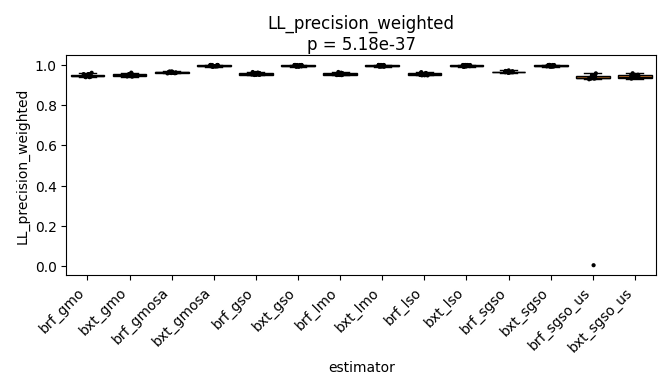 LL_precision_weighted
p = 5.18e-37
LL_precision_weighted
1.0
0.8
0.6
0.4
0.2
0.0
brf_gmo
bxt_gmo
brf_gmosa
bxt_gmosa
brf_gso
bxt_gso
brf_lmo
bxt_lmo
brf_lso
bxt_lso
brf_sgso
bxt_sgso
brf_sgso_us
bxt_sgso_us
estimator